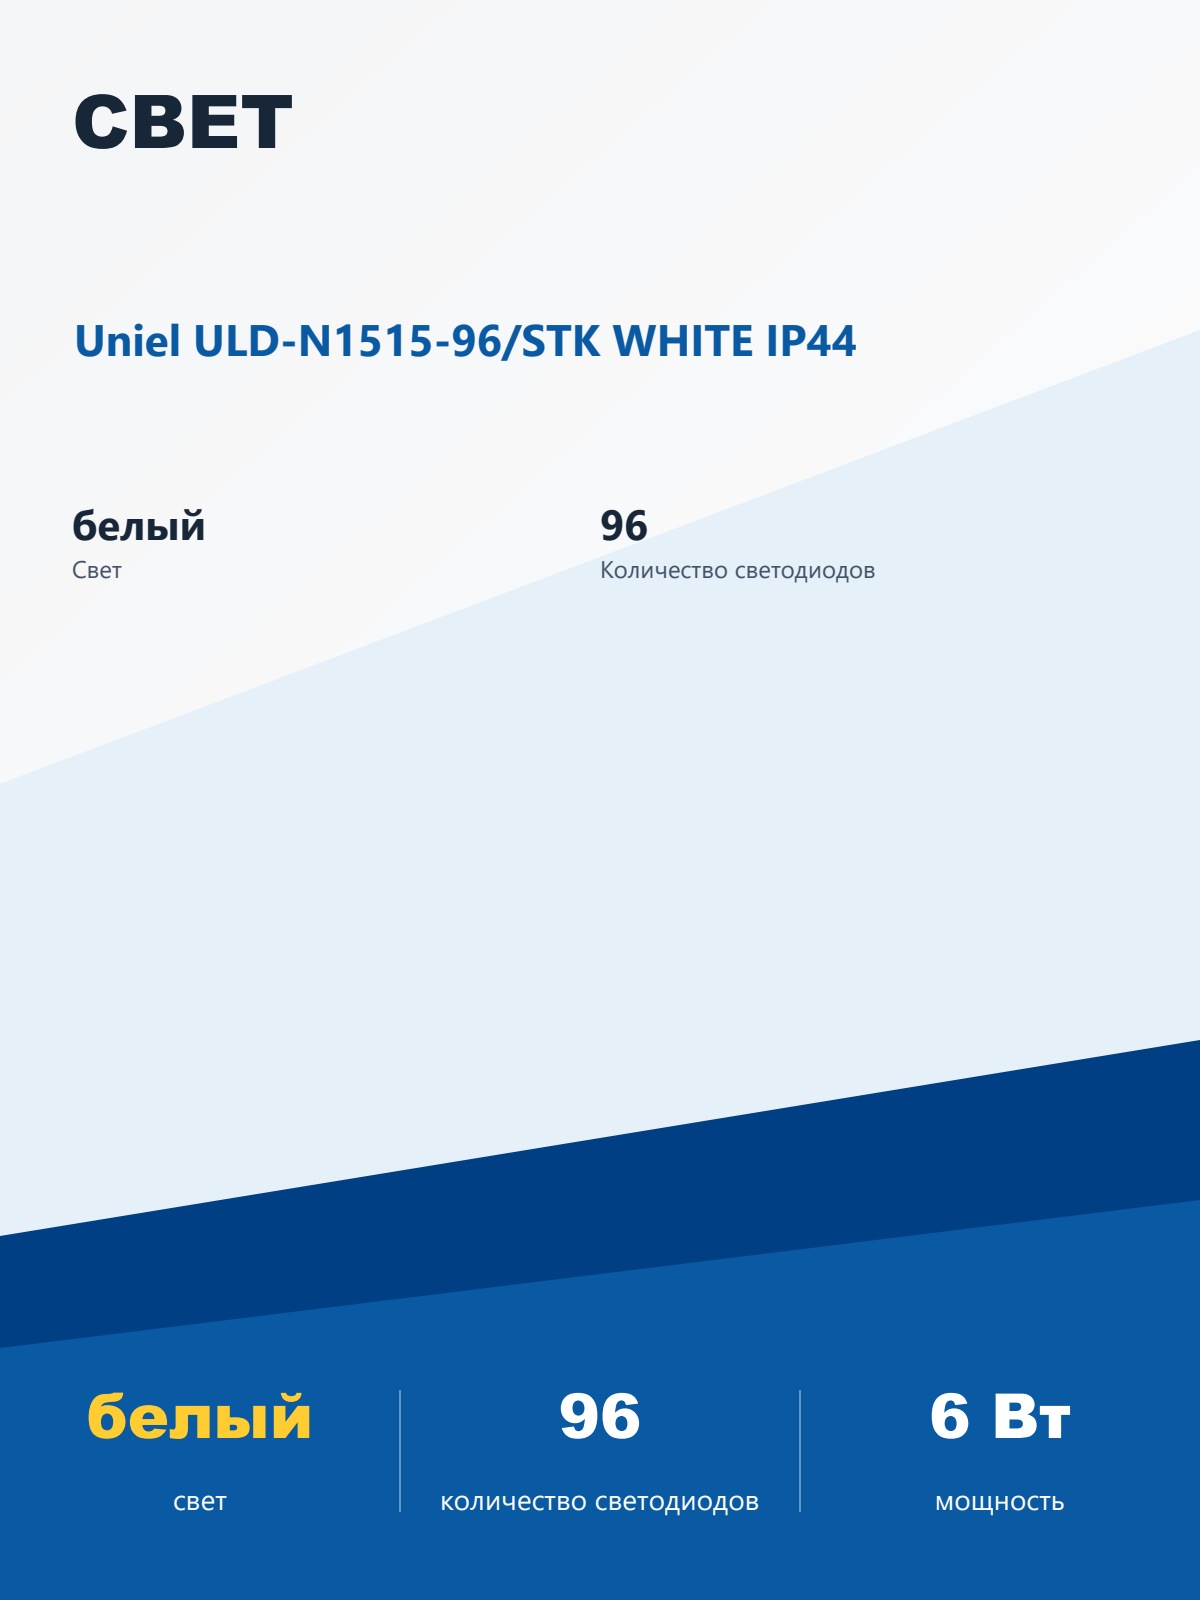 СВЕТ
Uniel ULD-N1515-96/STK WHITE IP44
белый
Свет
96
Количество светодиодов
белый
свет
96
количество светодиодов
6 Вт
мощность